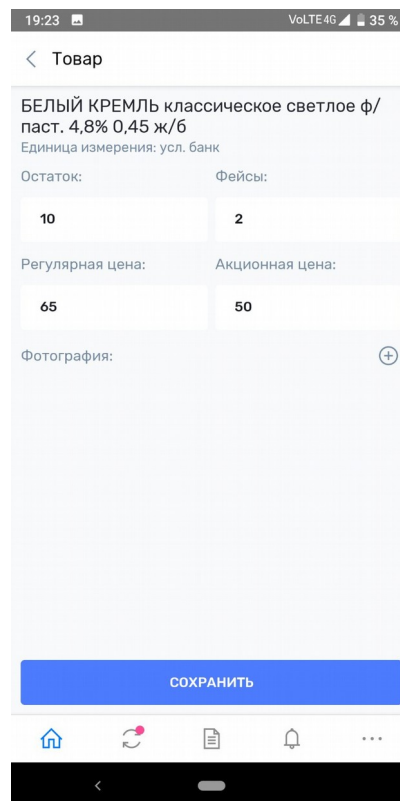 19:23 VoLTE 4G 35 %
Товар
БЕЛЫЙ КРЕМЛЬ классическое светлое ф/
паст. 4,8% 0,45 ж/б
Единица измерения: усл. банк
Остаток: Фейсы:
10 2
Регулярная цена: Акционная цена:
65 50
Фотография:
СОХРАНИТЬ